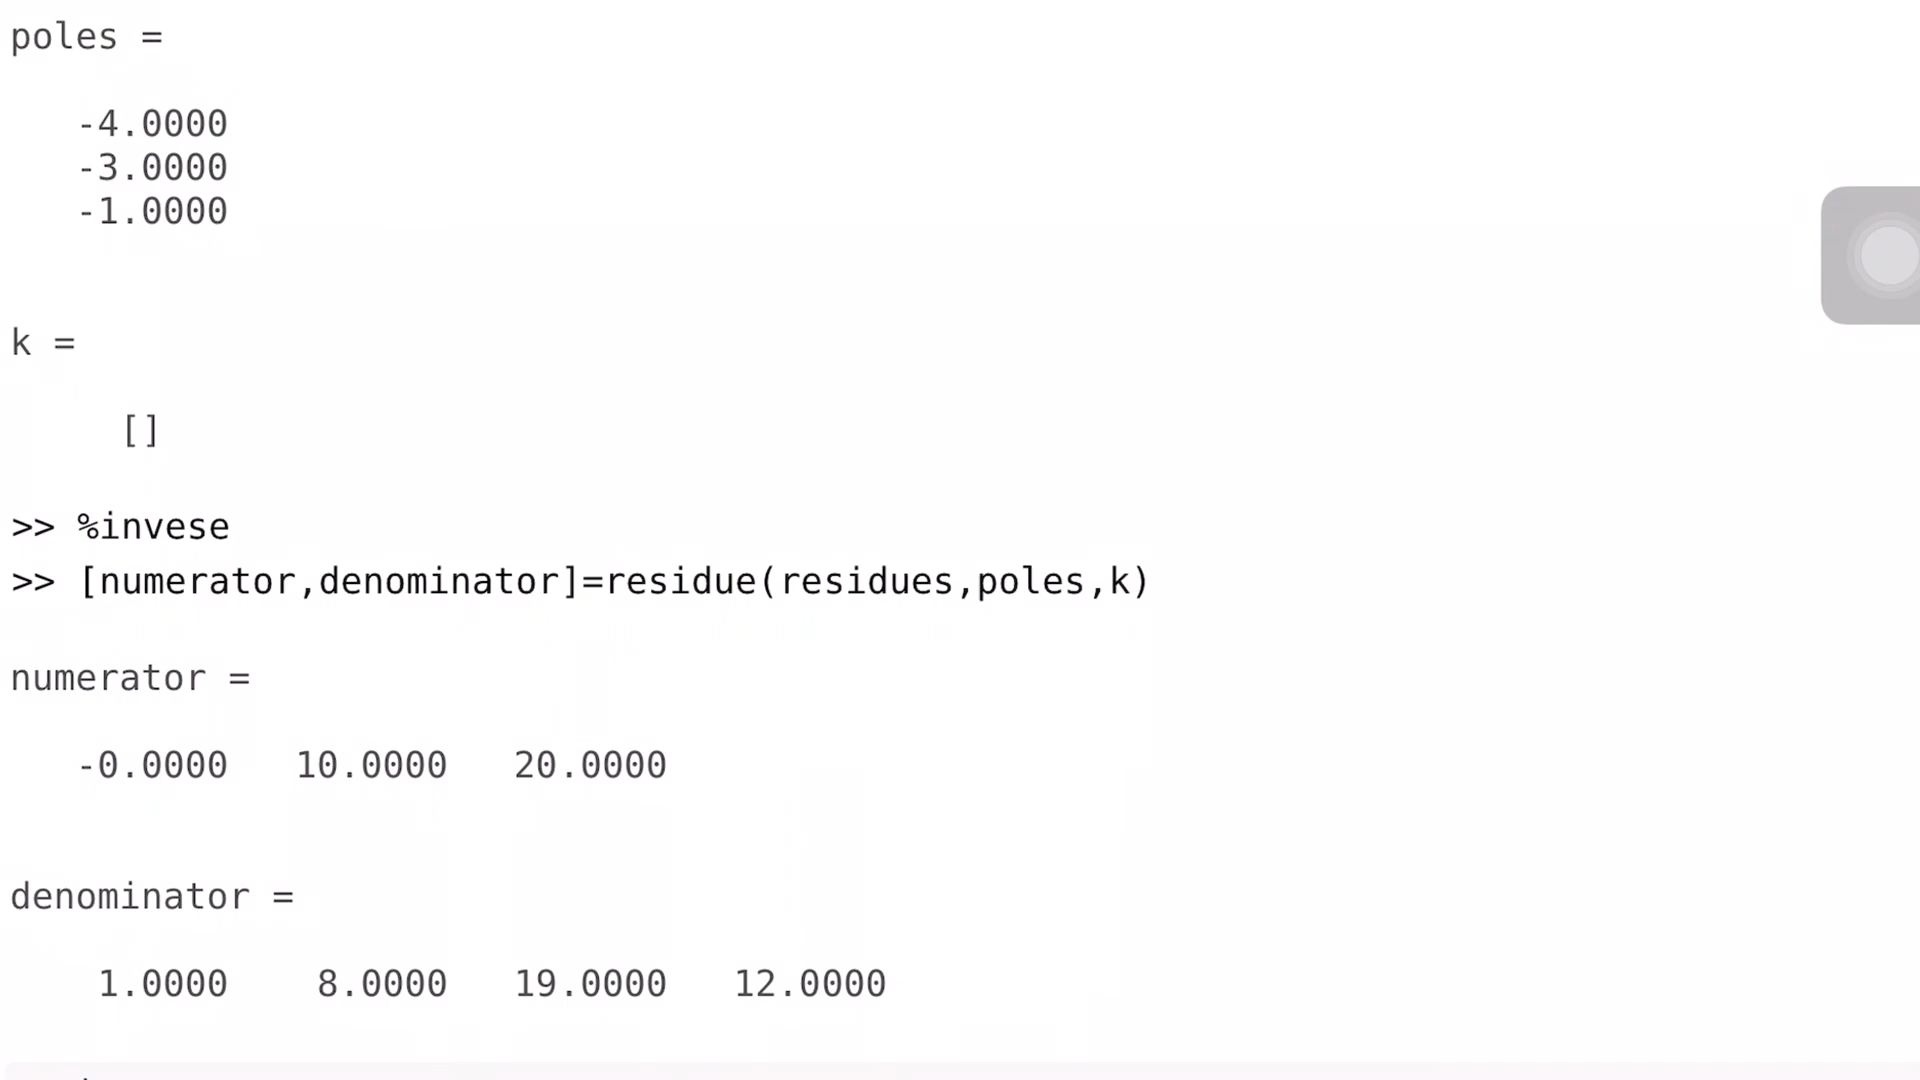 poles =
-4.0000
-3.0000
-1.0000
k =
[]
>> %invese
>> [numerator,denominator]=residue(residues,poles,k)
numerator =
-0.0000 10.0000 20.0000
denominator =
1.0000 8.0000 19.0000 12.0000